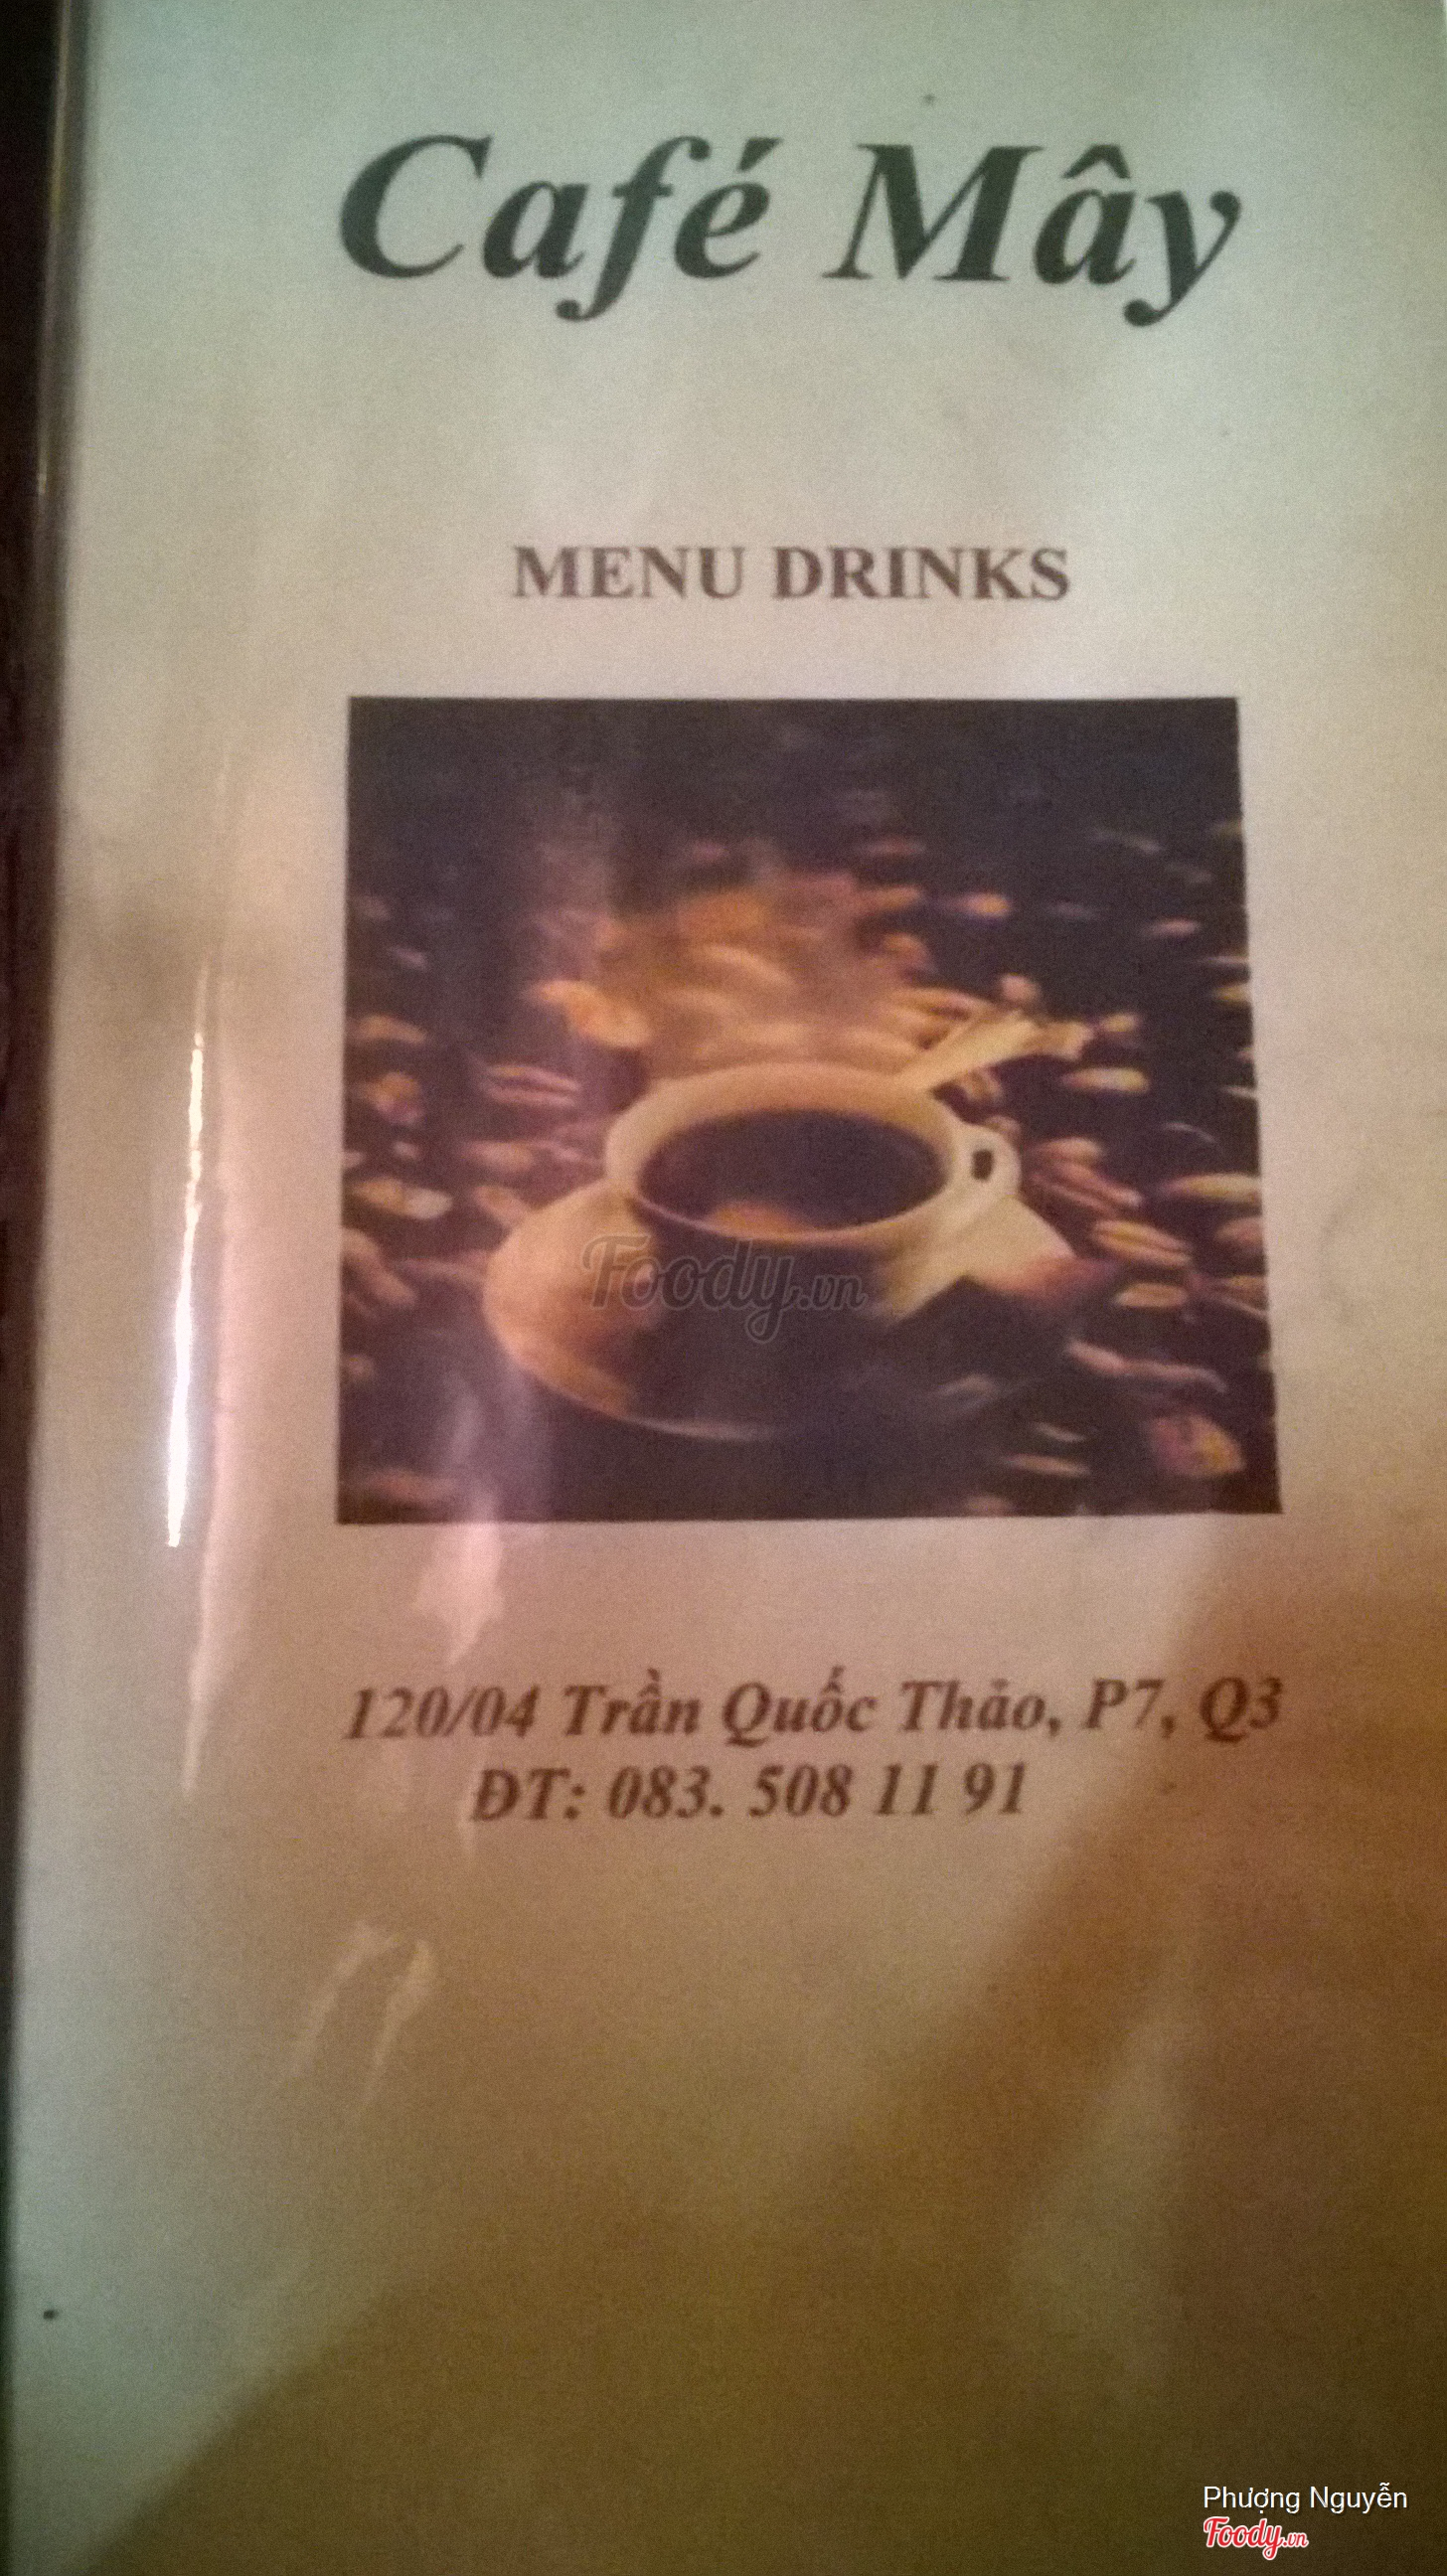 Café Mây
MENU DRINKS
Foody.vn
120/04 Trần Quốc Thảo, P7, Q3
ĐT: 083. 508 11 91
Phượng Nguyễn
Foody.vn